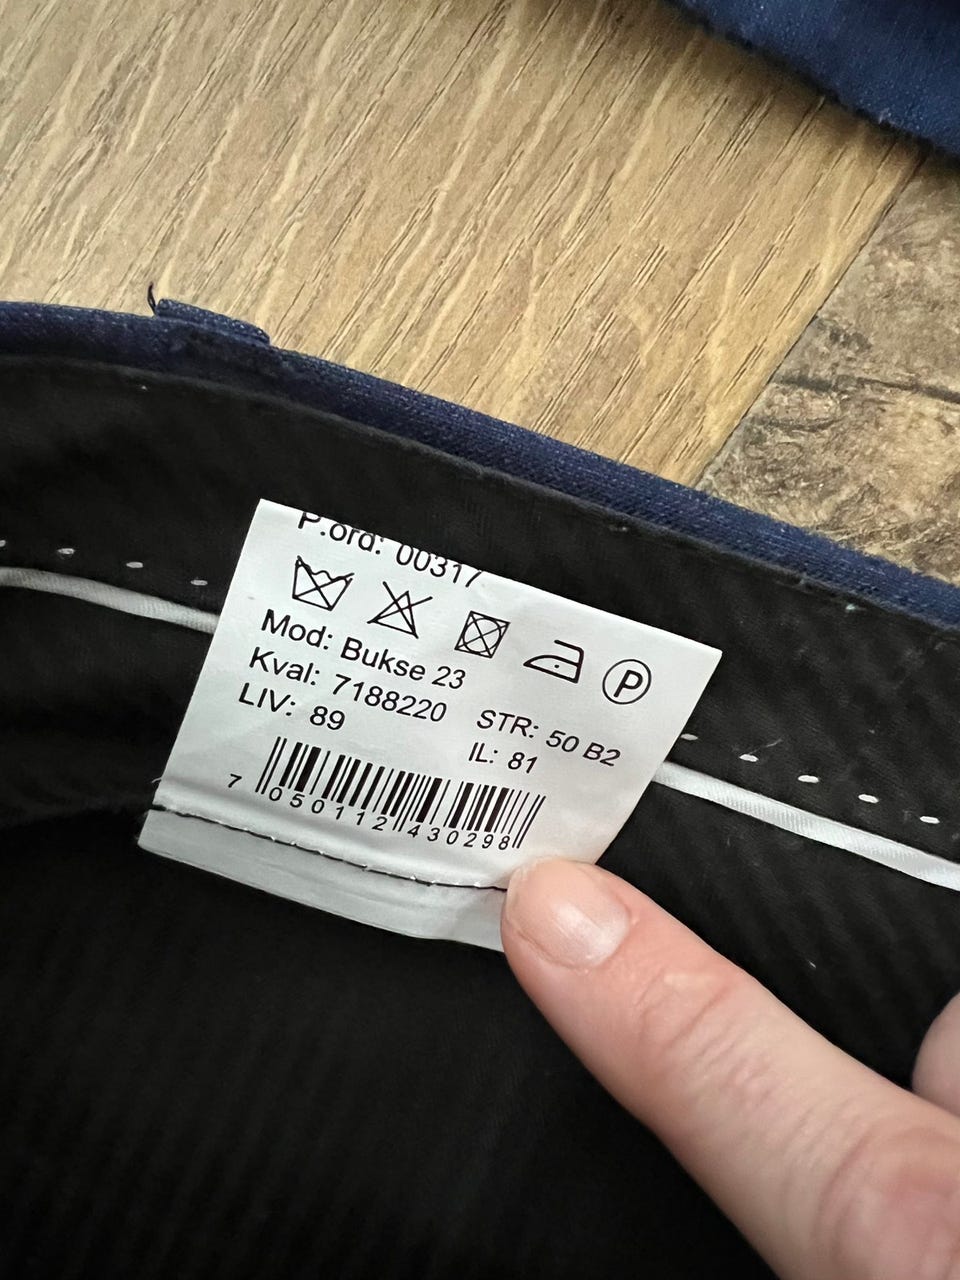 P.ord: 00317
P
Mod: Bukse 23
Kval: 7188220 STR: 50 B2
LIV: 89 IL: 81
7 050112 430298